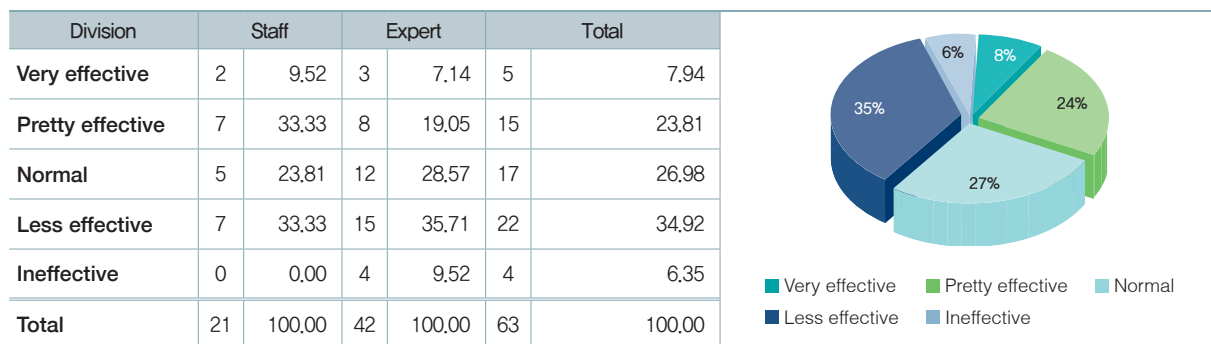 Division Staff Expert Total
Very effective 2 9.52 3 7.14 5 7.94
Pretty effective 7 33.33 8 19.05 15 23.81
Normal 5 23.81 12 28.57 17 26.98
Less effective 7 33.33 15 35.71 22 34.92
Ineffective 0 0.00 4 9.52 4 6.35
Total 21 100.00 42 100.00 63 100.00
6% 8%
35% 24%
27%
Very effective Pretty effective Normal
Less effective Ineffective